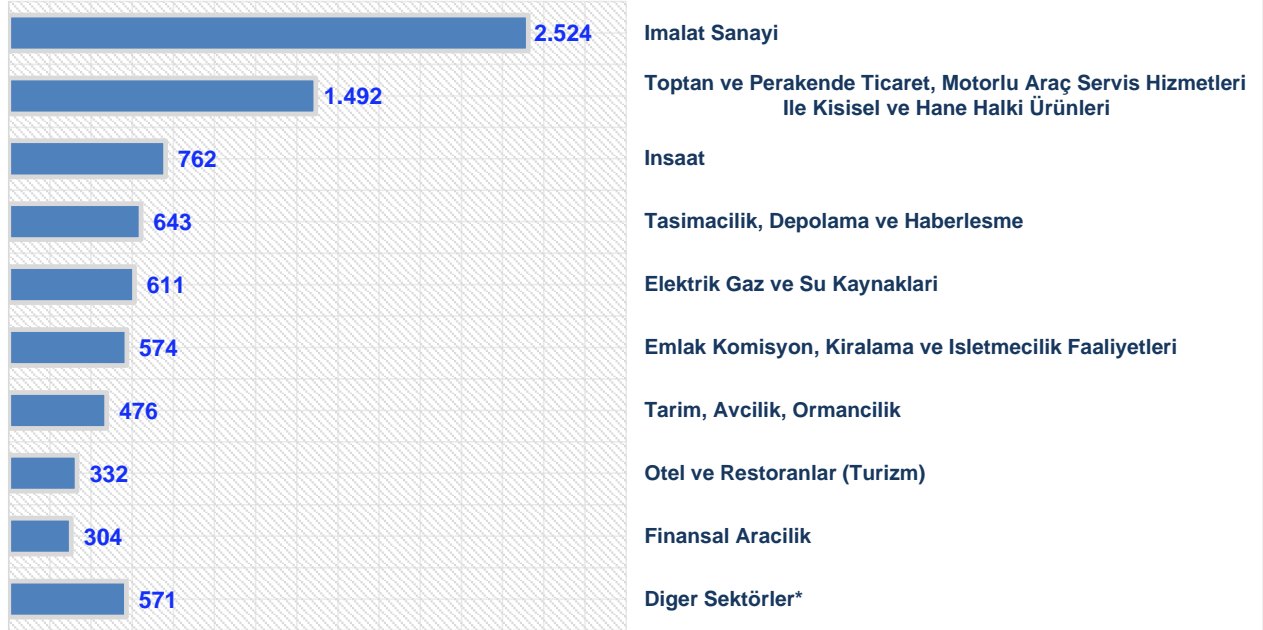 2.524 Imalat Sanayi
1.492 Toptan ve Perakende Ticaret, Motorlu Araç Servis Hizmetleri
Ile Kisisel ve Hane Halki Ürünleri
762 Insaat
643 Tasimacilik, Depolama ve Haberlesme
611 Elektrik Gaz ve Su Kaynaklari
574 Emlak Komisyon, Kiralama ve Isletmecilik Faaliyetleri
476 Tarim, Avcilik, Ormancilik
332 Otel ve Restoranlar (Turizm)
304 Finansal Aracilik
571 Diger Sektörler*